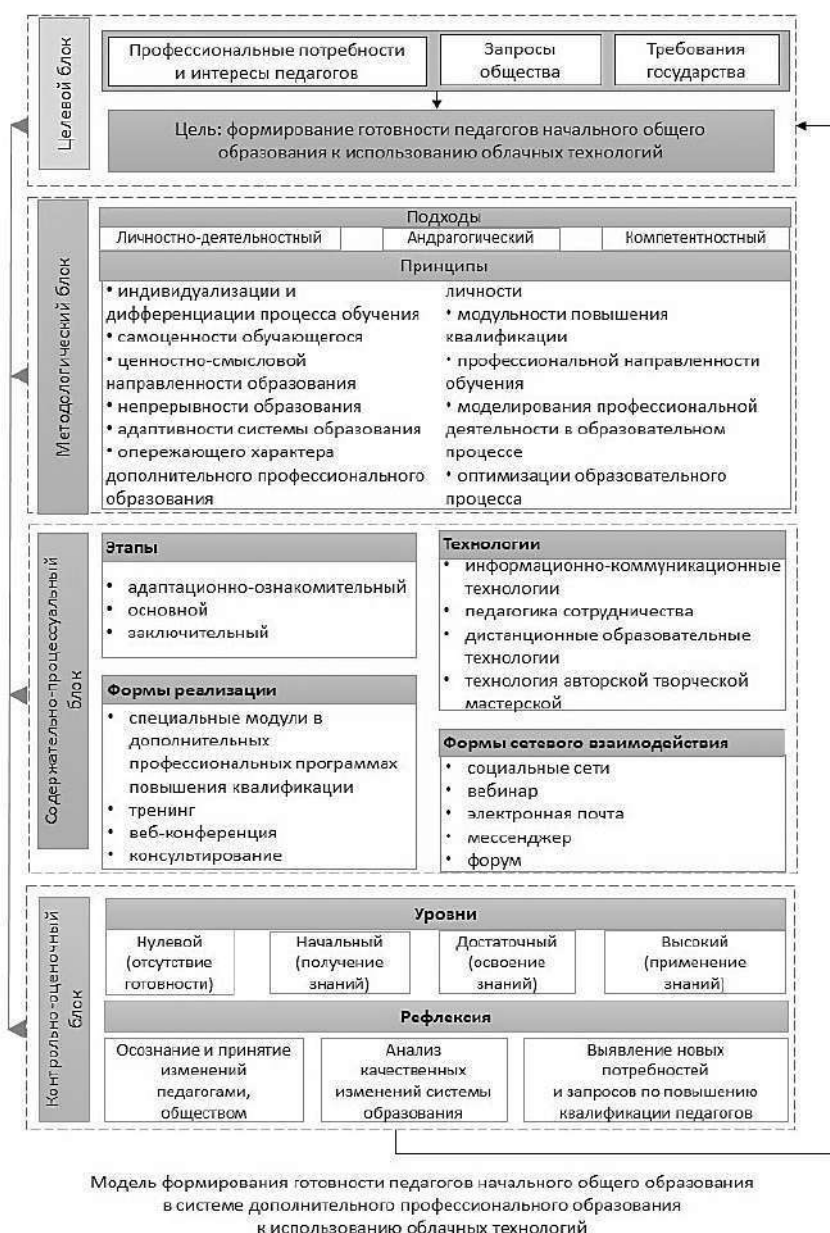 Целевой блок
Профессиональные потребности
и интересы педагогов
Запросы
общества
Требования
государства
Цель: формирование готовности педагогов начального общего
образования к использованию облачных технологий
Методологический блок
Подходы
Личностно-деятельностный
Андрагогический
Компетентностный
Принципы
• индивидуализации и
дифференциации процесса обучения
• самоценности обучающегося
• ценностно-смысловой
направленности образования
• непрерывности образования
• адаптивности системы образования
• опережающего характера
дополнительного профессионального
образования
личности
• модульности повышения
квалификации
• профессиональной направленности
обучения
• моделирования профессиональной
деятельности в образовательном
процессе
• оптимизации образовательного
процесса
Содержательно-процессуальный
блок
Этапы
• адаптационно-ознакомительный
• основной
• заключительный
Формы реализации
• специальные модули в
дополнительных
профессиональных программах
повышения квалификации
• тренинг
• веб-конференция
• консультирование
Технологии
• информационно-коммуникационные
технологии
• педагогика сотрудничества
• дистанционные образовательные
технологии
• технология авторской творческой
мастерской
Формы сетевого взаимодействия
• социальные сети
• вебинар
• электронная почта
• мессенджер
• форум
Контрольно-оценочный
блок
Уровни
Нулевой
(отсутствие
готовности)
Начальный
(получение
знаний)
Достаточный
(освоение
знаний)
Высокий
(применение
знаний)
Рефлексия
Осознание и принятие
изменений
педагогами,
обществом
Анализ
качественных
изменений системы
образования
Выявление новых
потребностей
и запросов по повышению
квалификации педагогов
Модель формирования готовности педагогов начального общего образования
в системе дополнительного профессионального образования
к использованию облачных технологий